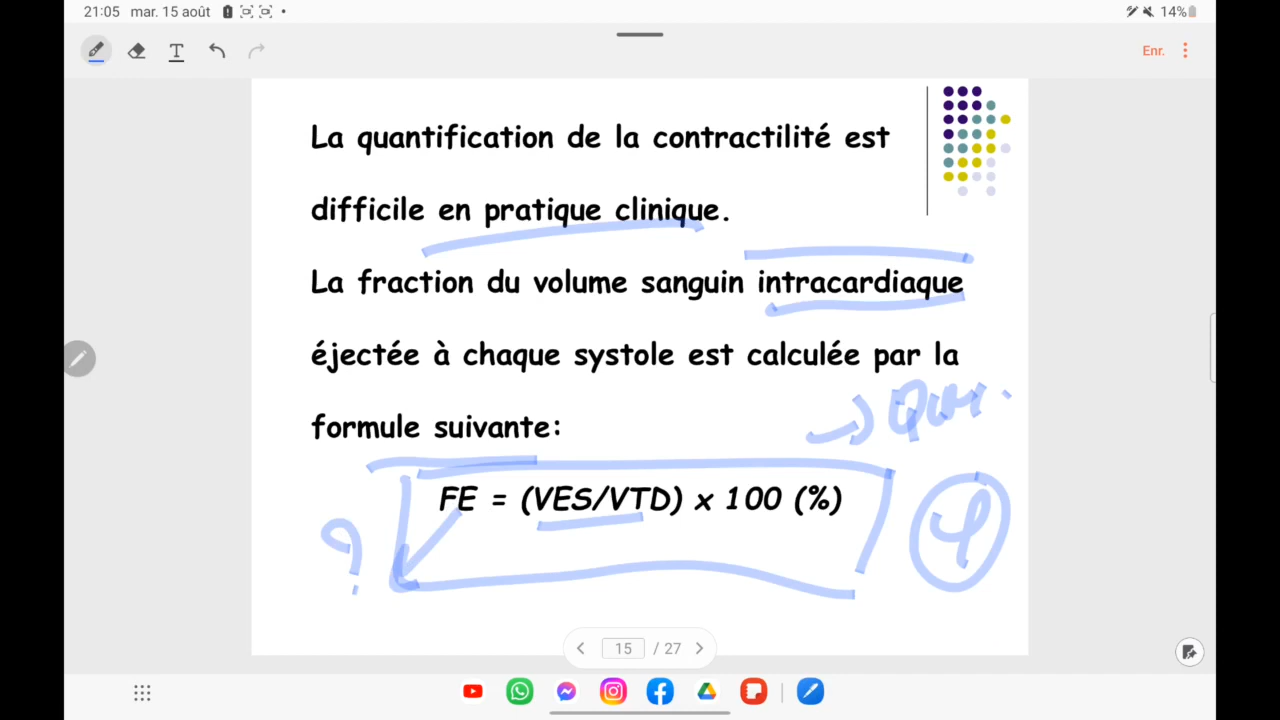 21:05 mar. 15 août
14%
Enr.
La quantification de la contractilité est
difficile en pratique clinique.
La fraction du volume sanguin intracardiaque
éjectée à chaque systole est calculée par la
formule suivante:
FE = (VES/VTD) x 100 (%)
?
15 / 27